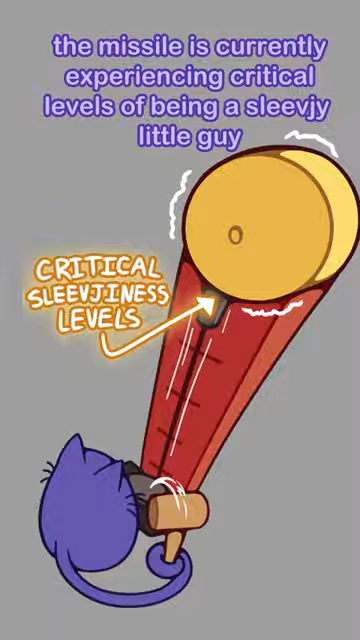 the missile is currently
experiencing critical
levels of being a sleevjy
little guy
CRITICAL
SLEEVJINESS
LEVELS